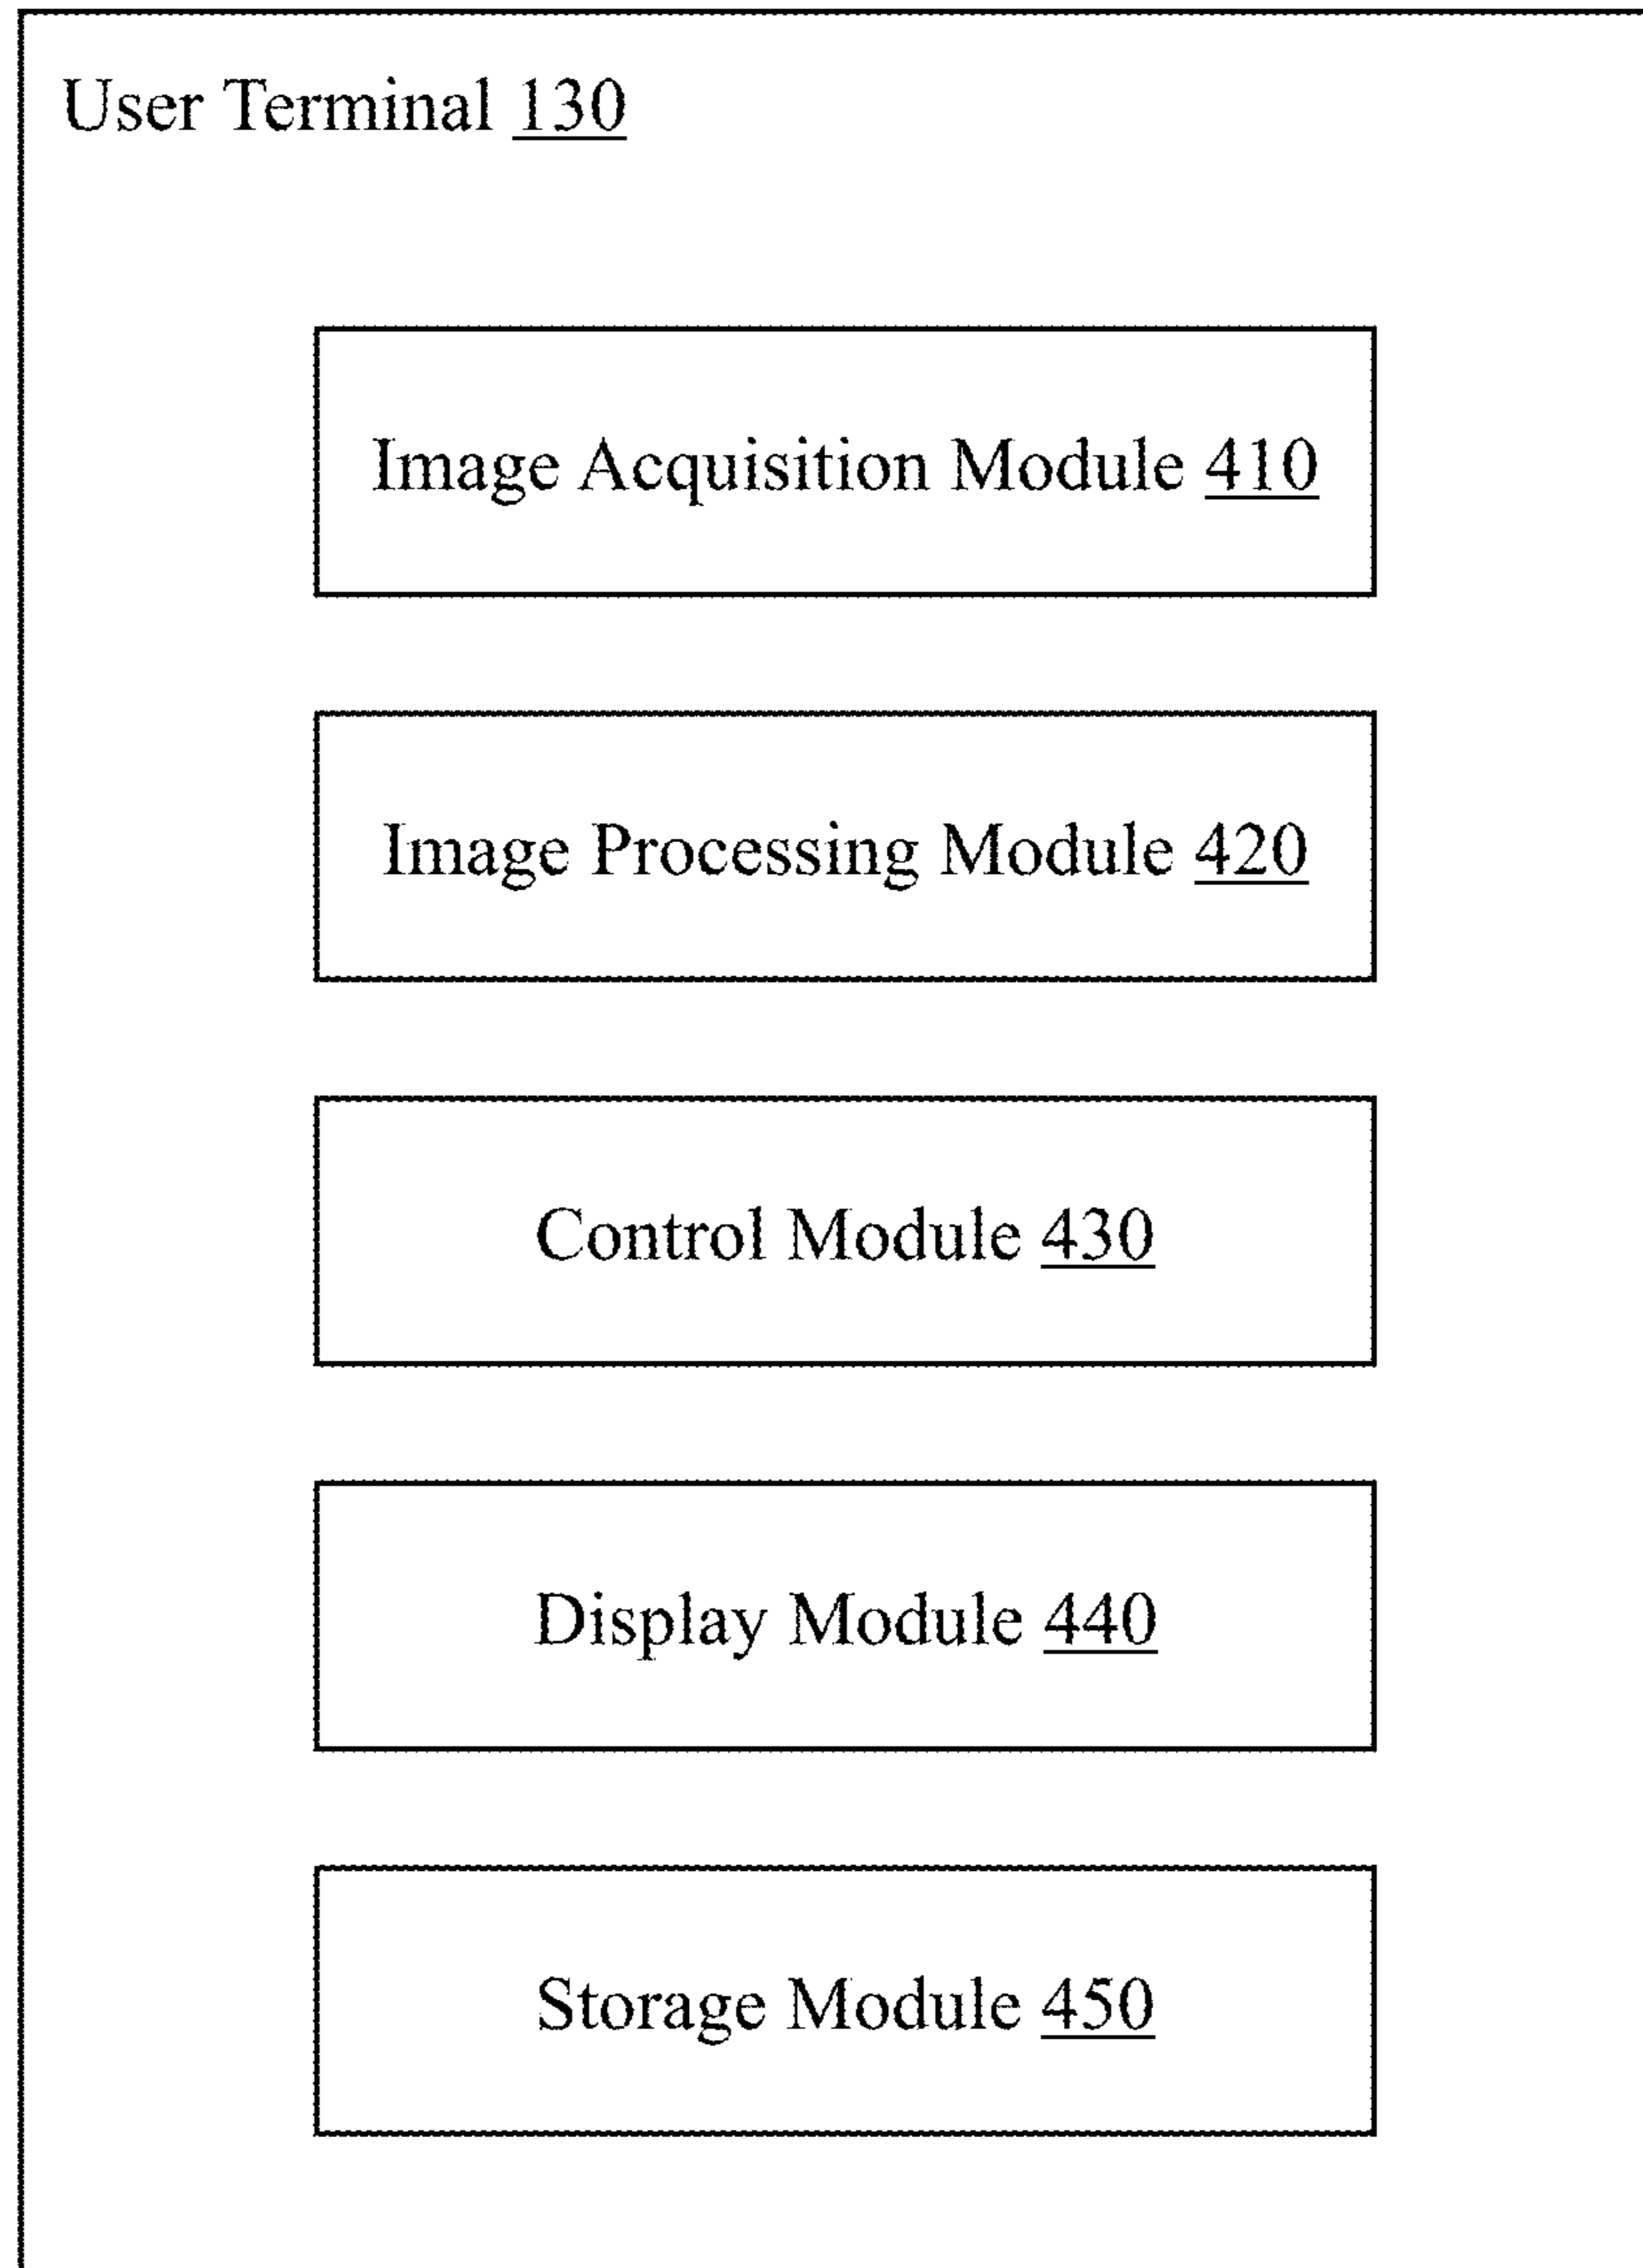 User Terminal 130
Image Acquisition Module 410
Image Processing Module 420
Control Module 430
Display Module 440
Storage Module 450